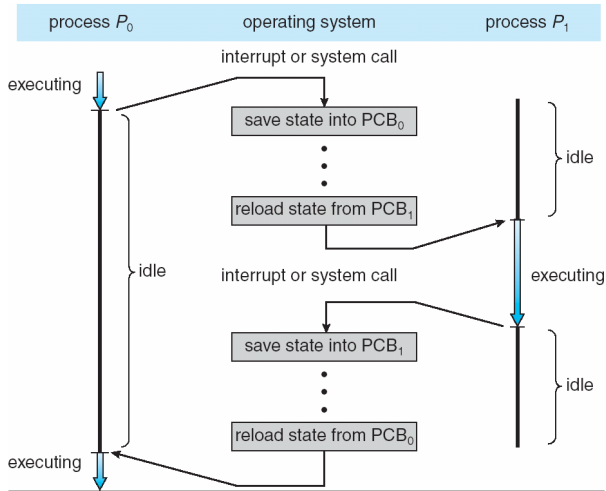 process P₀ operating system process P₁
interrupt or system call
executing
save state into PCB₀
idle
reload state from PCB₁
idle
interrupt or system call
executing
save state into PCB₁
idle
reload state from PCB₀
executing